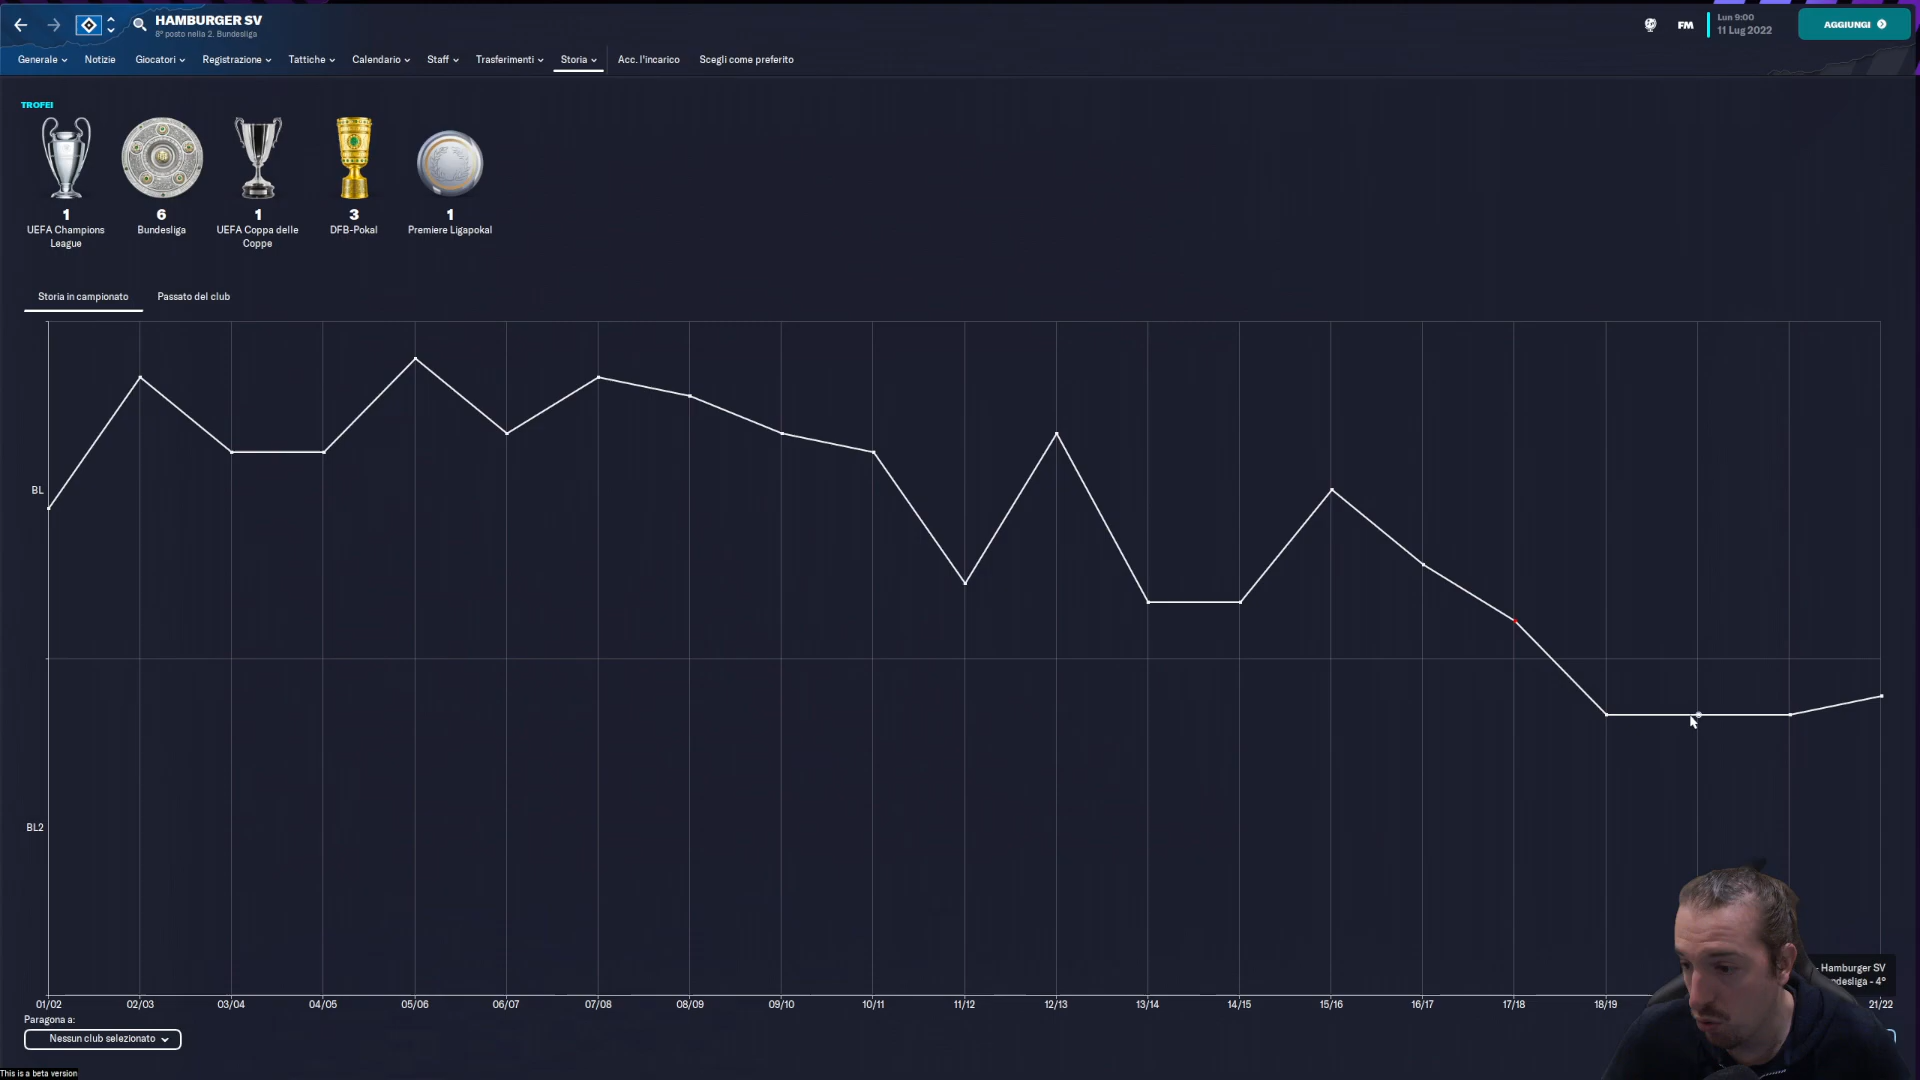 HAMBURGER SV
8° posto nella 2. Bundesliga
FM
Lun 9:00
11 Lug 2022
AGGIUNGI
Generale
Notizie
Giocatori
Registrazione
Tattiche
Calendario
Staff
Trasferimenti
Storia
Acc. l'incarico
Scegli come preferito
TROFEI
1
UEFA Champions
League
6
Bundesliga
1
UEFA Coppa delle
Coppe
3
DFB-Pokal
1
Premiere Ligapokal
Storia in campionato
Passato del club
BL
BL2
- Hamburger SV
desliga - 4°
01/02
02/03
03/04
04/05
05/06
06/07
07/08
08/09
09/10
10/11
11/12
12/13
13/14
14/15
15/16
16/17
17/18
18/19
21/22
Paragona a:
Nessun club selezionato
This is a beta version